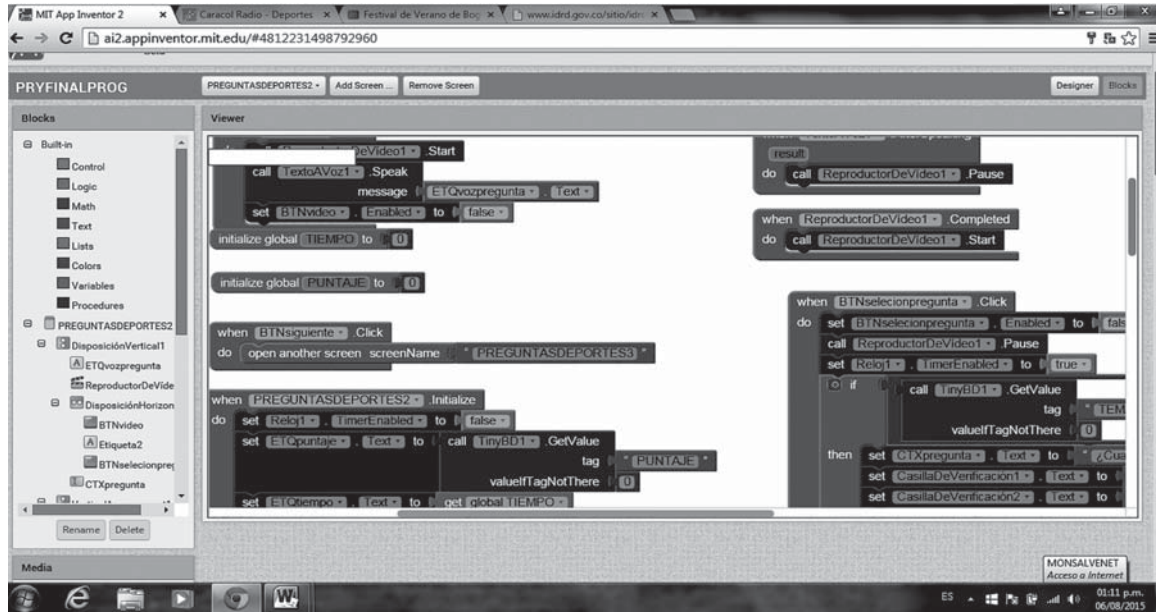 MIT App Inventor 2
Caracol Radio - Deportes
Festival de Verano de Bog
www.idrd.gov.co/sitio/idr
ai2.appinventor.mit.edu/#4812231498792960
PRYFINALPROG
PREGUNTASDEPORTES2
Add Screen ...
Remove Screen
Designer
Blocks
Blocks
Viewer
Built-in
Control
Logic
Math
Text
Lists
Colors
Variables
Procedures
PREGUNTASDEPORTES2
DisposiciónVertical1
ETQvozpregunta
ReproductorDeVide
DisposiciónHorizon
BTNvideo
Etiqueta2
BTNselecionpreg
CTXpregunta
Rename Delete
Media
.Start
call TextoAVoz1 .Speak
message ETQvozpregunta . Text
set BTNvideo . Enabled to false
initialize global TIEMPO to 0
initialize global PUNTAJE to 0
when BTNsiguiente .Click
do open another screen screenName " PREGUNTASDEPORTES3 "
when PREGUNTASDEPORTES2 .Initialize
do set Reloj1 . TimerEnabled to false
set ETQpuntaje . Text to call TinyBD1 .GetValue
tag " PUNTAJE "
valueIfTagNotThere 0
set ETQtiempo . Text to get global TIEMPO
result
do call ReproductorDeVideo1 .Pause
when ReproductorDeVideo1 .Completed
do call ReproductorDeVideo1 .Start
when BTNselecionpregunta .Click
do set BTNselecionpregunta . Enabled to fals
call ReproductorDeVideo1 .Pause
set Reloj1 . TimerEnabled to true
if call TinyBD1 .GetValue
tag " TEM
valueIfTagNotThere 0
then set CTXpregunta . Text to " ¿Cua
set CasillaDeVerificación1 . Text to
set CasillaDeVerificación2 . Text to
MONSALVENET
Acceso a Internet
ES
01:11 p.m.
06/08/2015